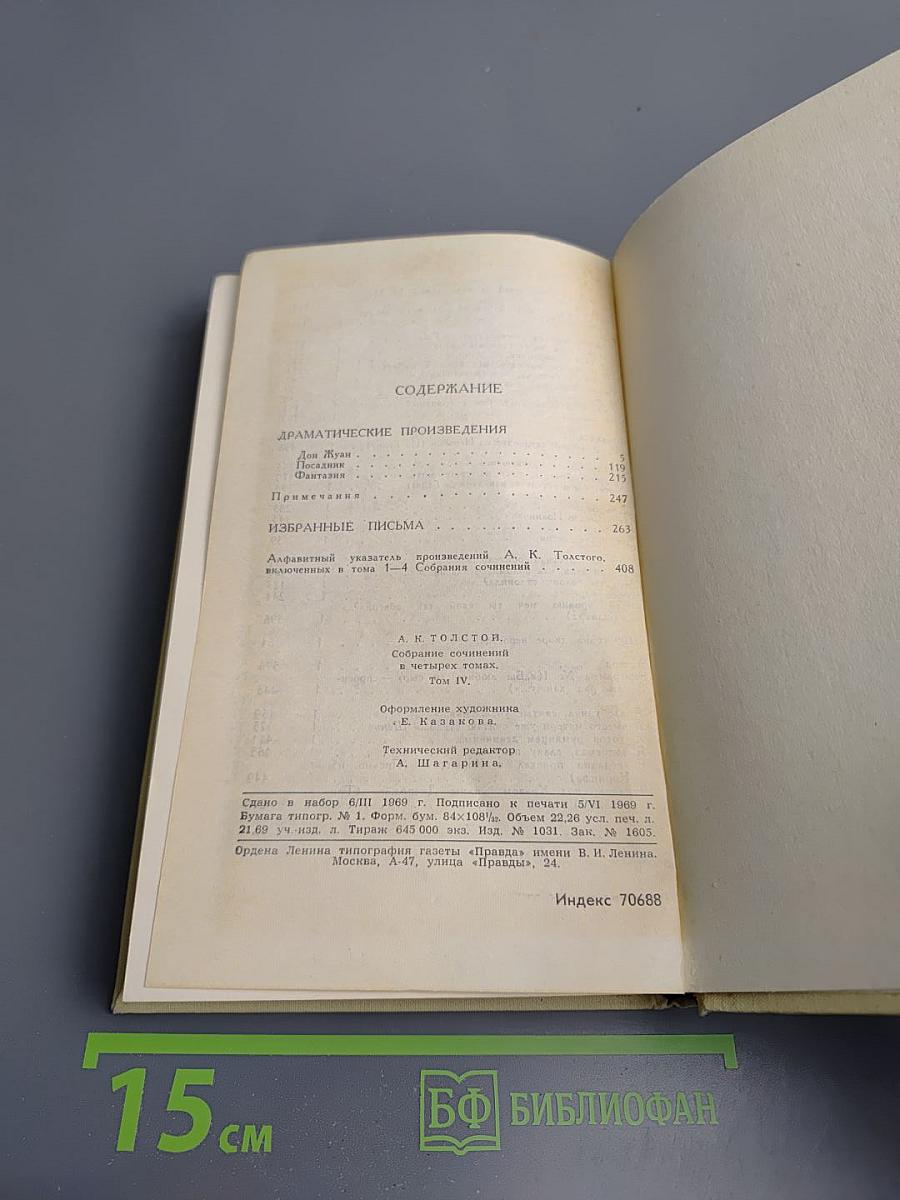 СОДЕРЖАНИЕ
ДРАМАТИЧЕСКИЕ ПРОИЗВЕДЕНИЯ
Дон Жуан . . . . . . . . . . . . . 5
Посадник . . . . . . . . . . . . . 119
Фантазия . . . . . . . . . . . . . 215
Примечания . . . . . . . . . . . . 247
ИЗБРАННЫЕ ПИСЬМА . . . . . . . . . . . 263
Алфавитный указатель произведений А. К. Толстого,
включенных в тома 1—4 Собрания сочинений . . . . . 408
А. К. ТОЛСТОЙ.
Собрание сочинений
в четырех томах.
Том IV.
Оформление художника
Е. Казакова.
Технический редактор
А. Шагарина.
Сдано в набор 6/III 1969 г. Подписано к печати 5/VI 1969 г.
Бумага типогр. № 1. Форм. бум. 84×108¹/₃₂. Объем 22,26 усл. печ. л.
21,69 уч.-изд. л. Тираж 645 000 экз. Изд. № 1031. Зак. № 1605.
Ордена Ленина типография газеты «Правда» имени В. И. Ленина.
Москва, А-47, улица «Правды», 24.
Индекс 70688
15 см
БФ БИБЛИОФАН